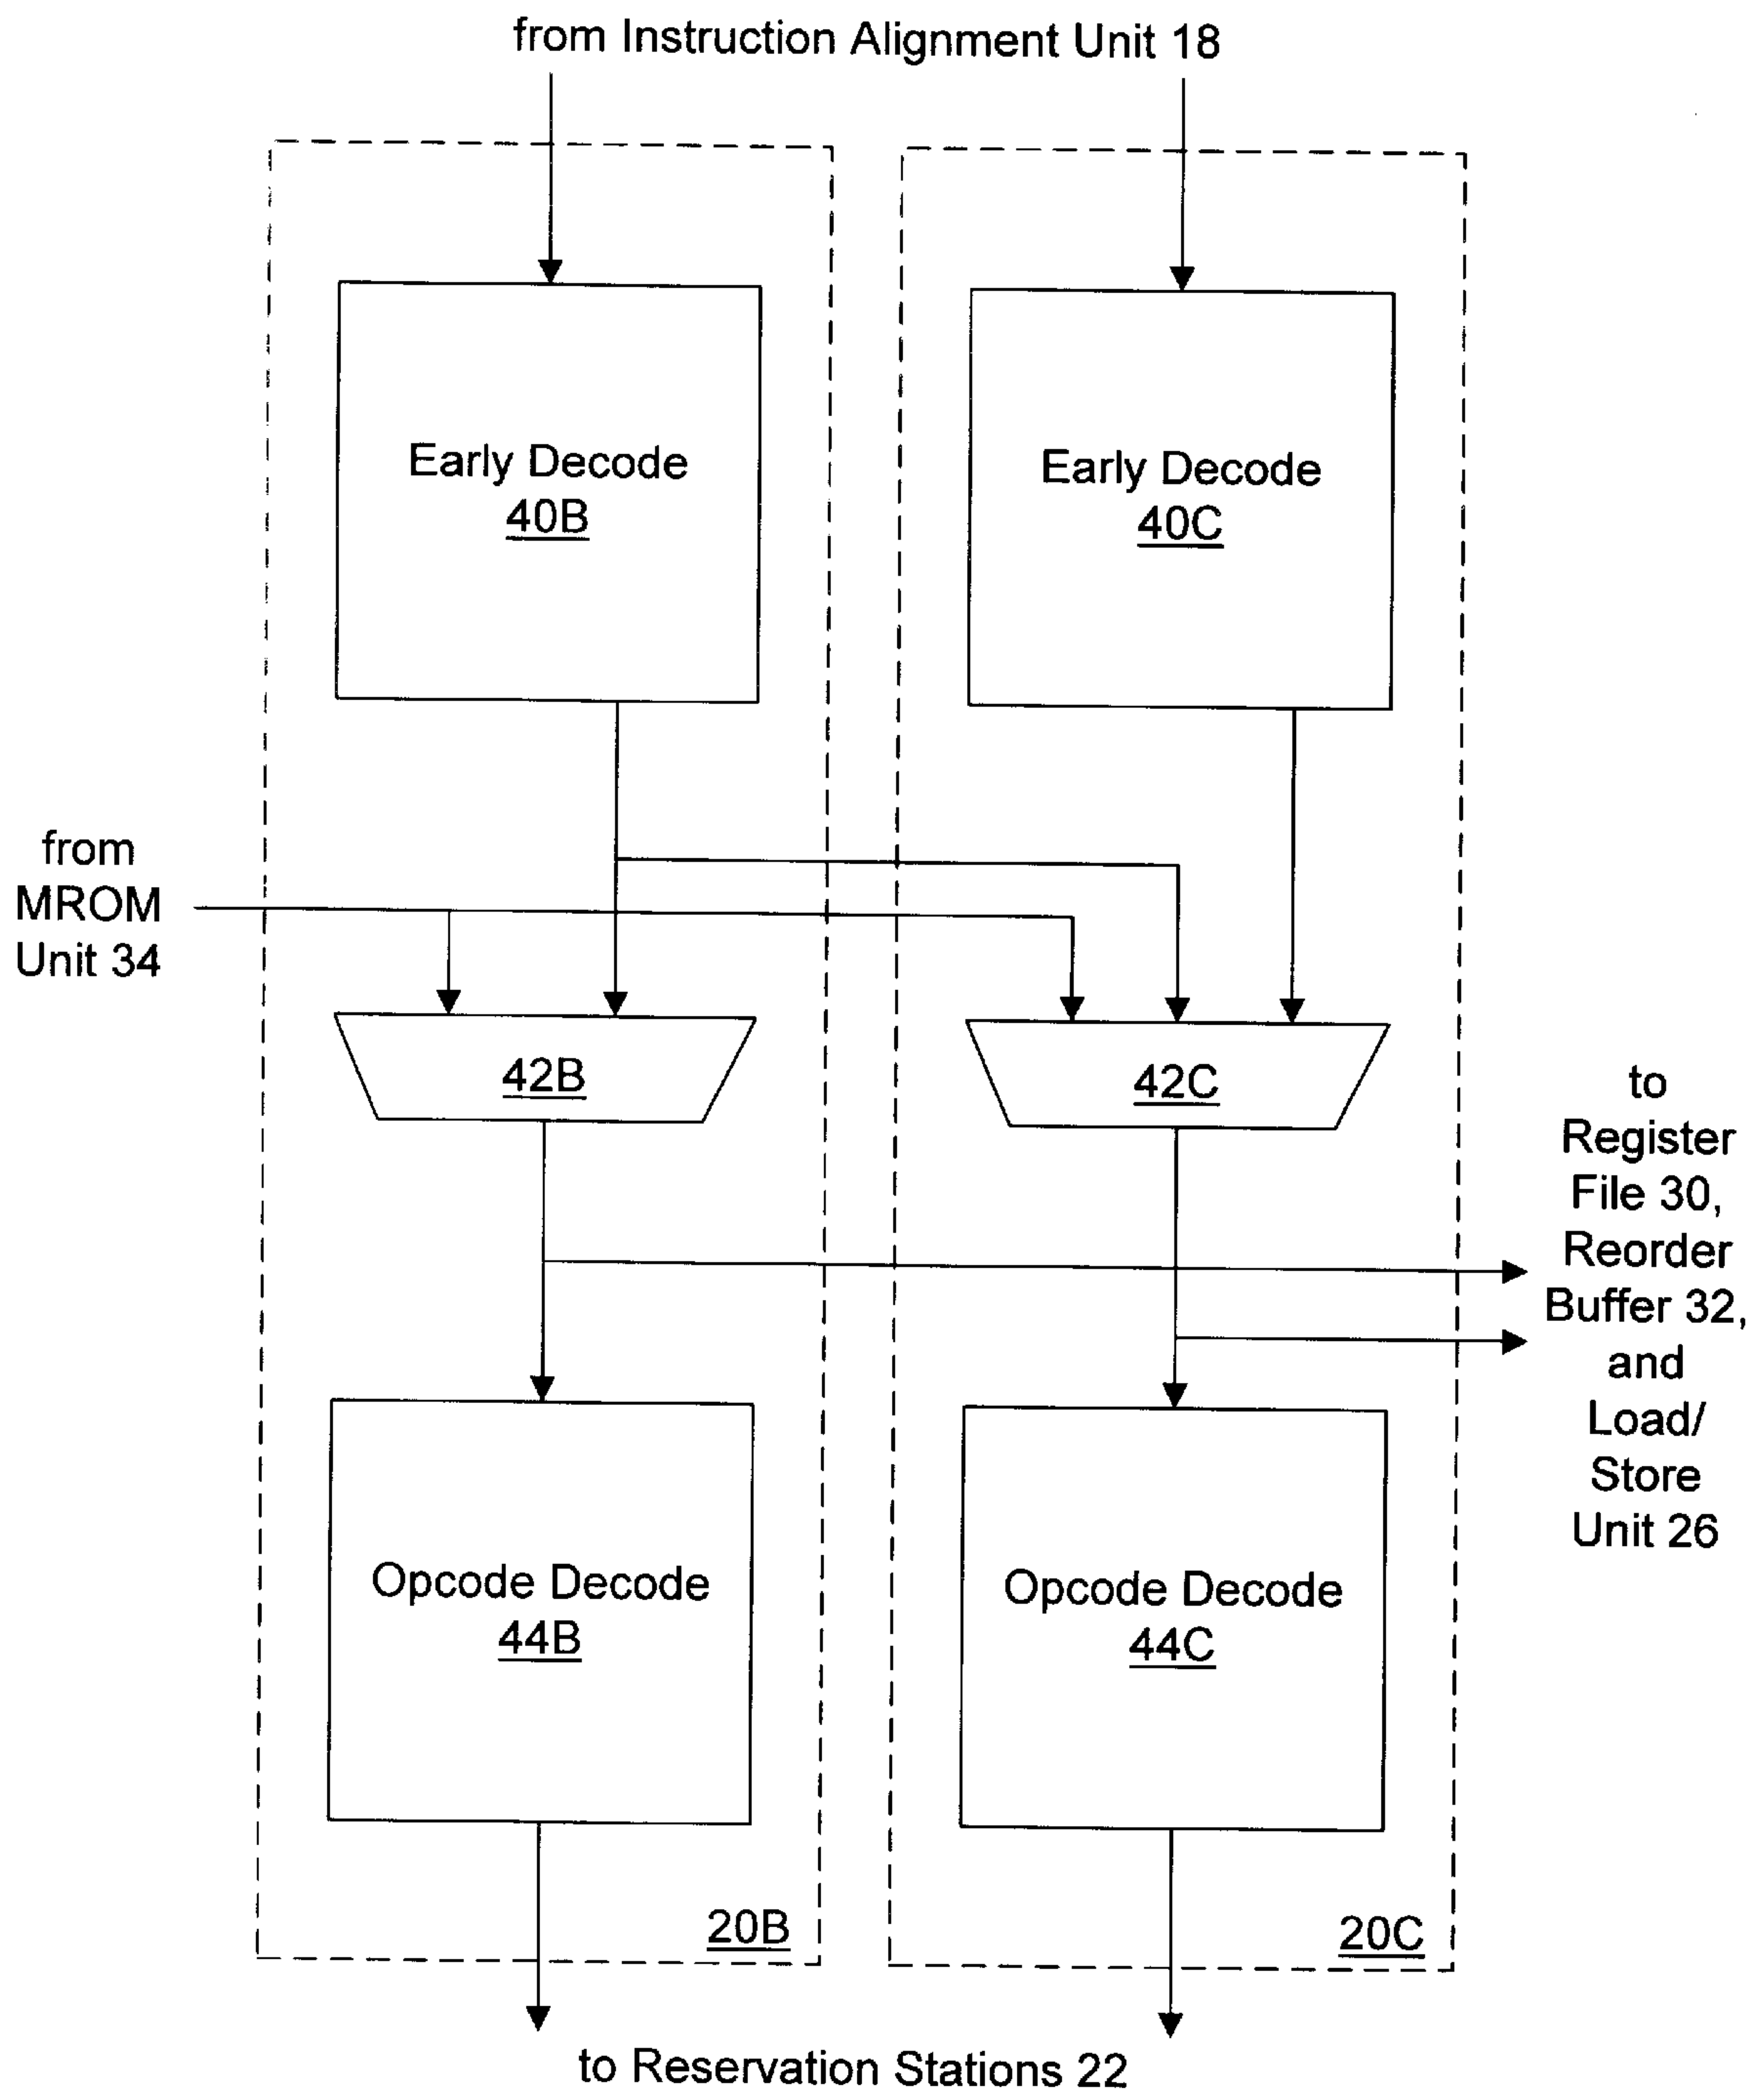 from Instruction Alignment Unit 18
Early Decode
40B
Early Decode
40C
from
MROM
Unit 34
42B
42C
to
Register
File 30,
Reorder
Buffer 32,
and
Load/
Store
Unit 26
Opcode Decode
44B
Opcode Decode
44C
20B
20C
to Reservation Stations 22